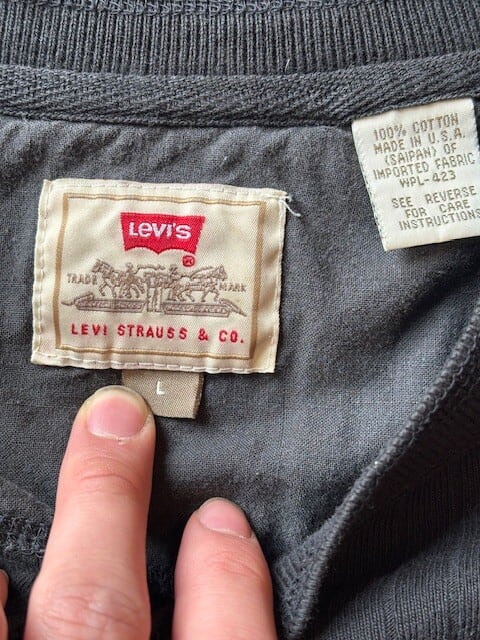 LEVI'S
®
TRADE MARK
LEVI STRAUSS & CO.
L
100% COTTON
MADE IN U.S.A.
(SAIPAN) OF
IMPORTED FABRIC
WPL-423
SEE REVERSE
FOR CARE
INSTRUCTIONS